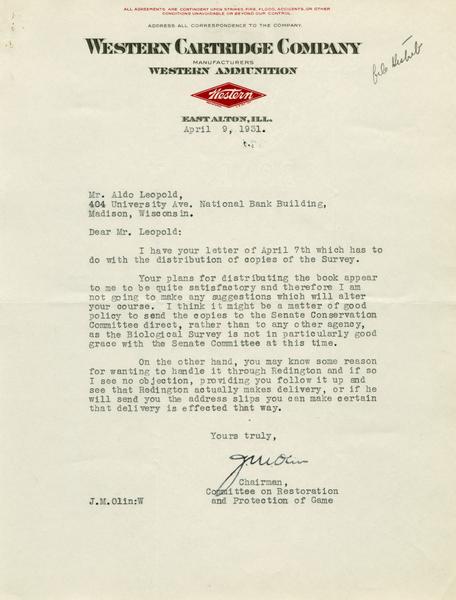 ALL AGREEMENTS ARE CONTINGENT UPON STRIKES, FIRE, FLOOD, ACCIDENTS, OR OTHER
CONDITIONS UNAVOIDABLE OR BEYOND OUR CONTROL
ADDRESS ALL CORRESPONDENCE TO THE COMPANY.
WESTERN CARTRIDGE COMPANY
MANUFACTURERS
WESTERN AMMUNITION
Western
EAST ALTON, ILL.
April 9, 1931.
Mr. Aldo Leopold,
404 University Ave. National Bank Building,
Madison, Wisconsin.
Dear Mr. Leopold:
I have your letter of April 7th which has to
do with the distribution of copies of the Survey.
Your plans for distributing the book appear
to me to be quite satisfactory and therefore I am
not going to make any suggestions which will alter
your course. I think it might be a matter of good
policy to send the copies to the Senate Conservation
Committee direct, rather than to any other agency,
as the Biological Survey is not in particularly good
grace with the Senate Committee at this time.
On the other hand, you may know some reason
for wanting to handle it through Redington and if so
I see no objection, providing you follow it up and
see that Redington actually makes delivery, or if he
will send you the address slips you can make certain
that delivery is effected that way.
Yours truly,
J.M. Olin
Chairman,
Committee on Restoration
and Protection of Game
J.M.Olin:W